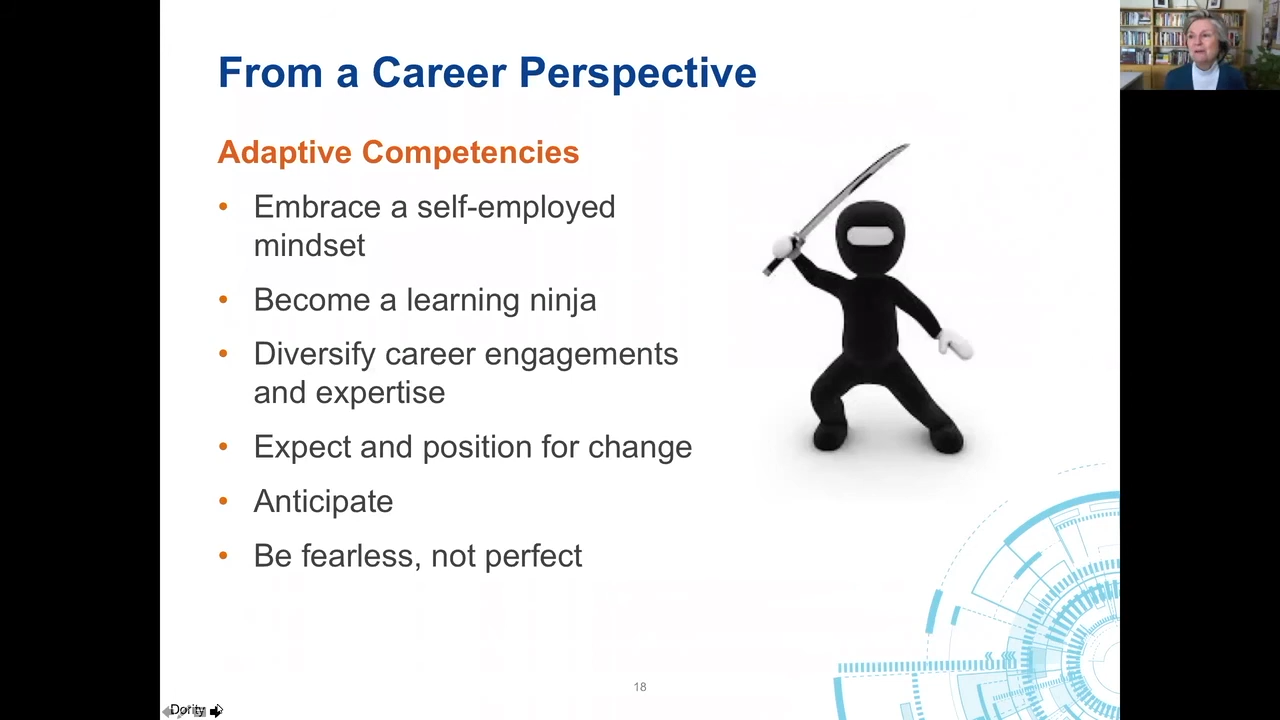 From a Career Perspective
Adaptive Competencies
• Embrace a self-employed
mindset
• Become a learning ninja
• Diversify career engagements
and expertise
• Expect and position for change
• Anticipate
• Be fearless, not perfect
18
Dority